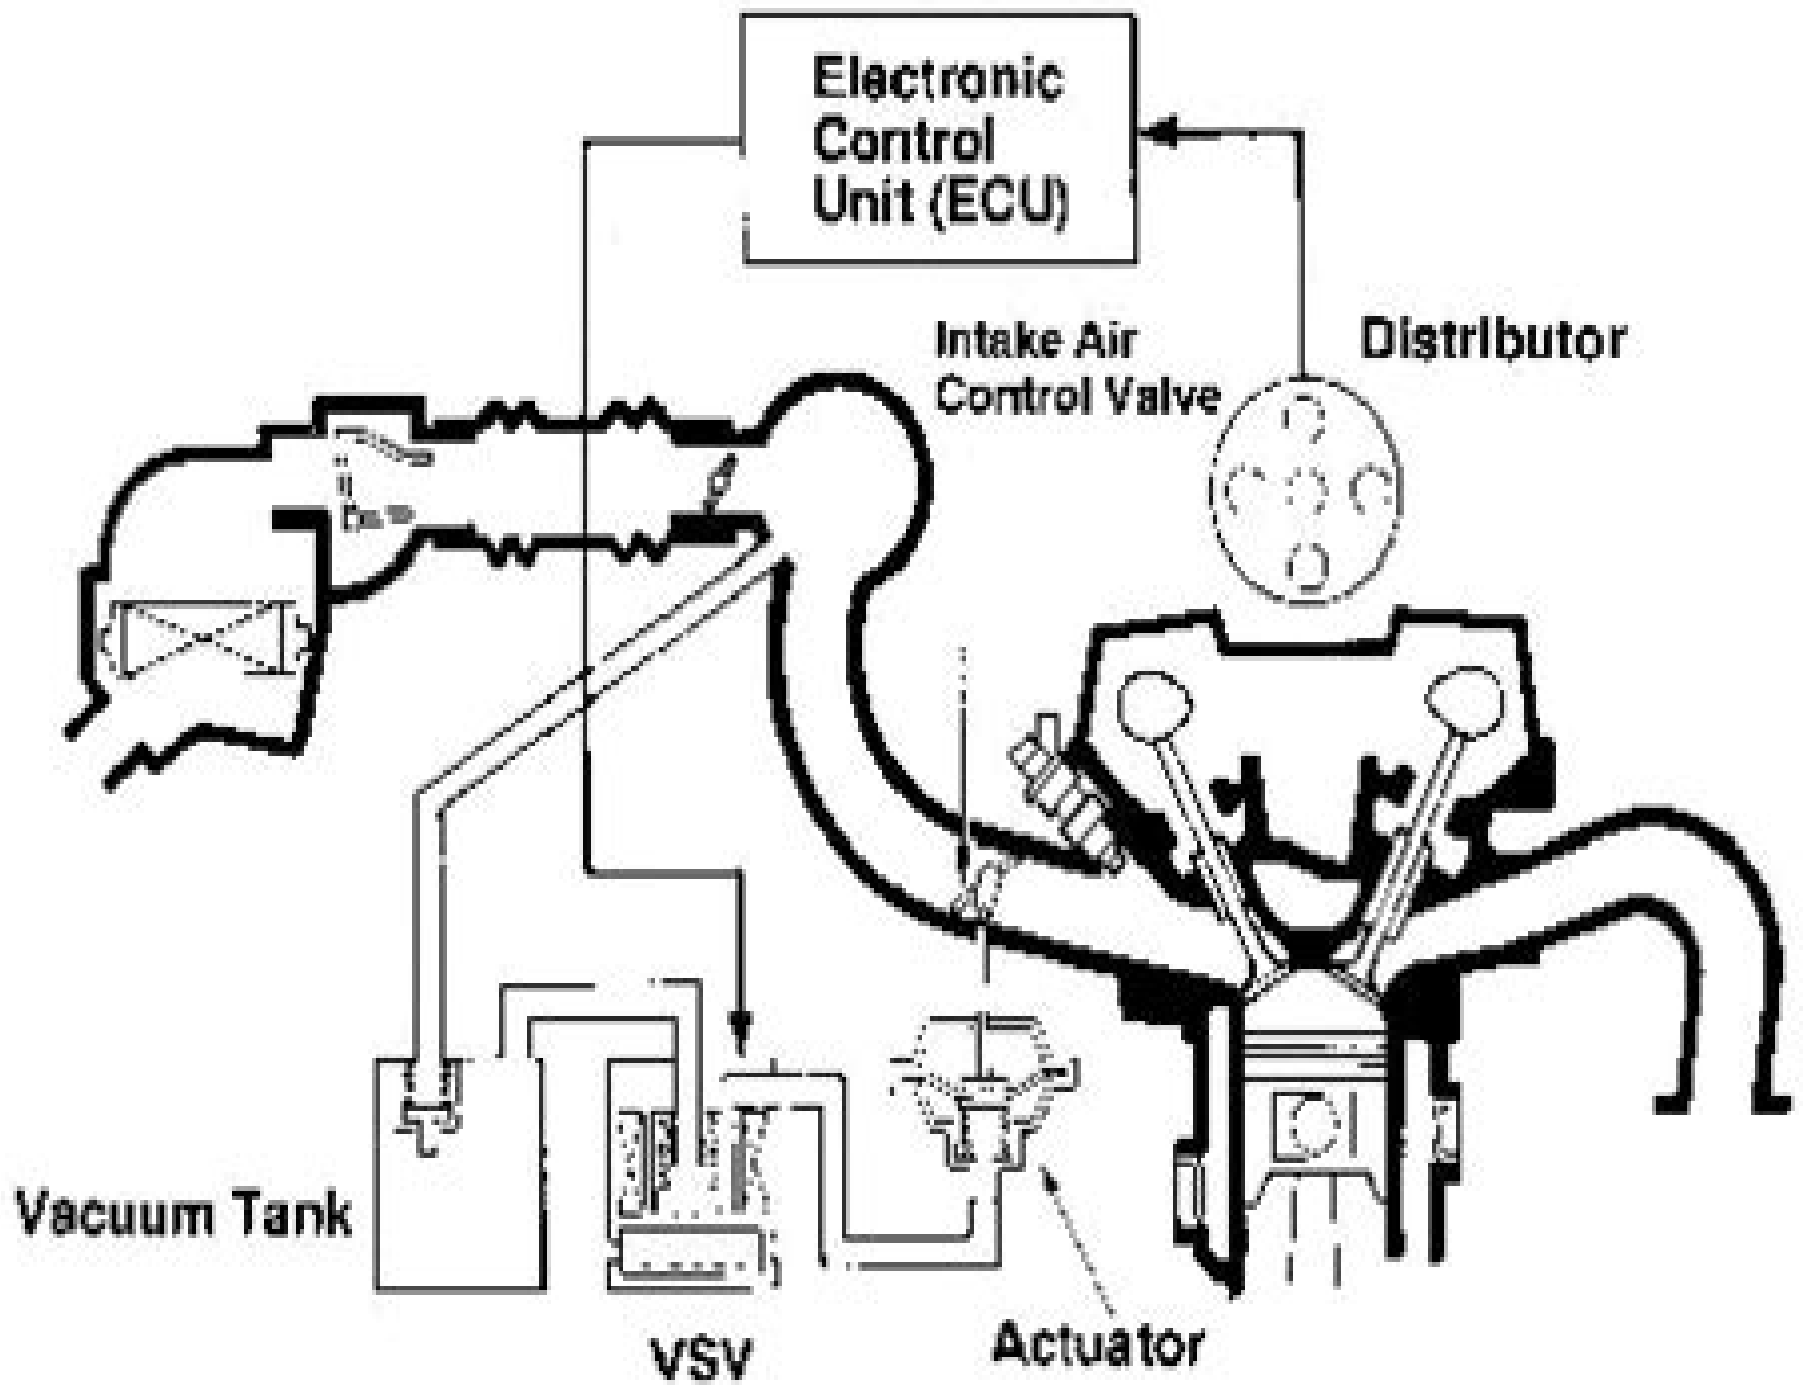 Electronic
Control
Unit (ECU)
Intake Air
Control Valve
Distributor
Vacuum Tank
VSV
Actuator